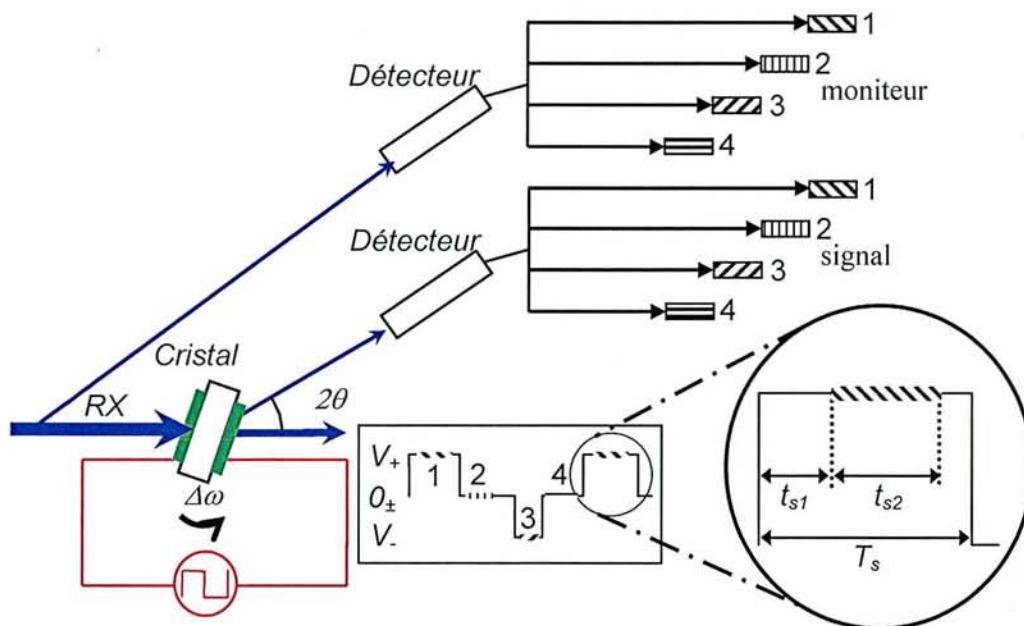 1
2
moniteur
3
4
Détecteur
1
2
signal
3
4
Détecteur
Cristal
RX
2θ
Δω
V+
0±
V-
1
2
3
4
ts1
ts2
Ts